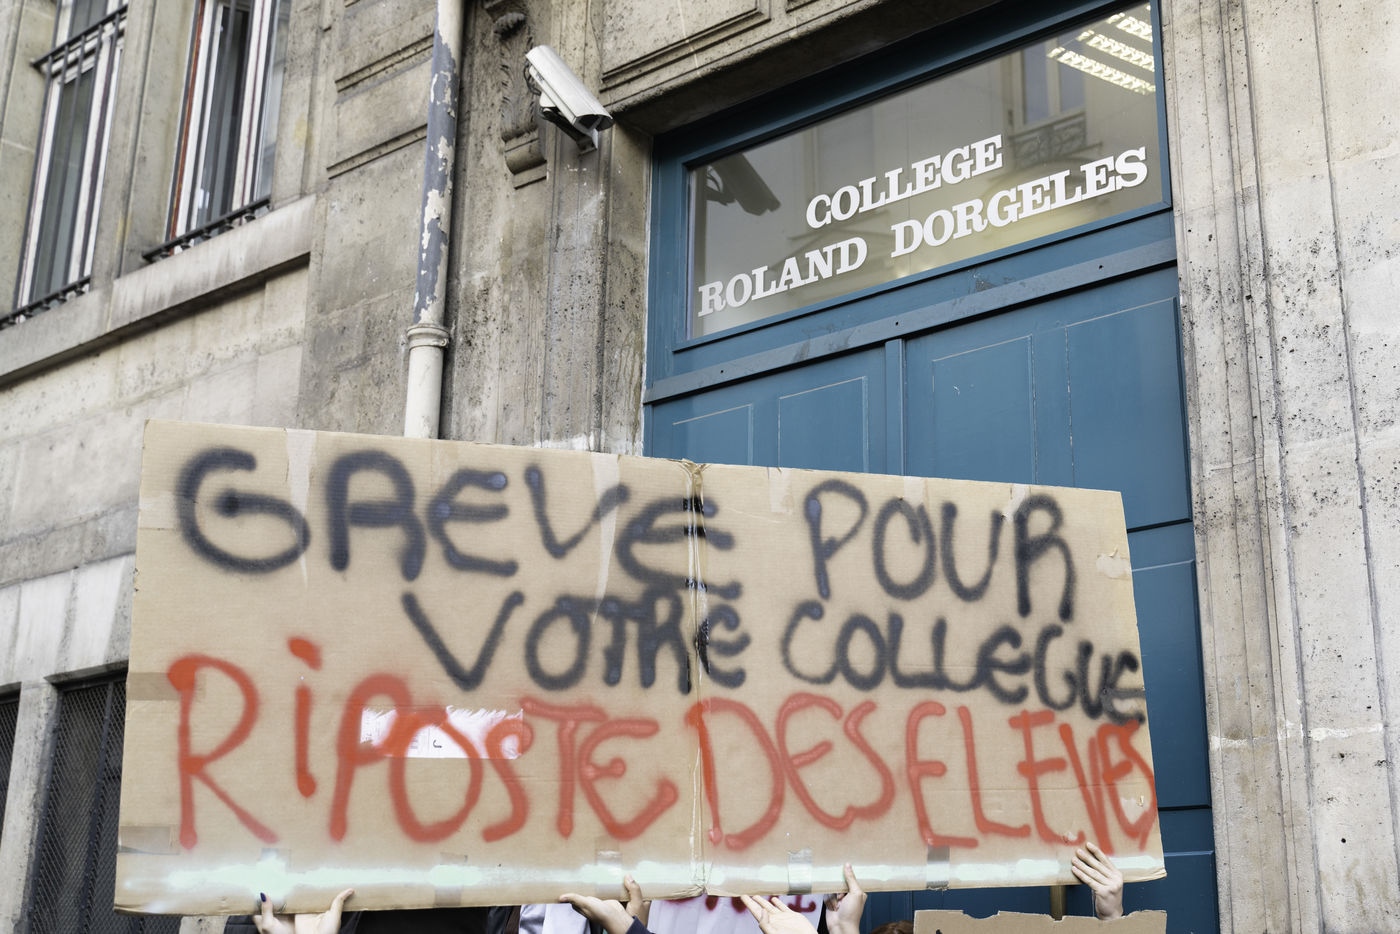 COLLEGE
ROLAND DORGELES
GREVE POUR
VOTRE COLLEGUE
RiPOSTE DES ELEVES